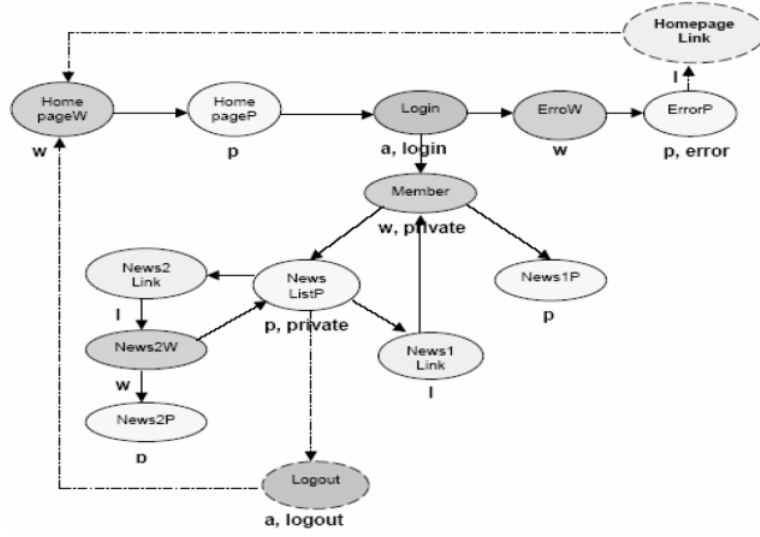 Homepage
Link
l
Home
pageW
Home
pageP
Login
ErroW
ErrorP
w
p
a, login
w
p, error
Member
w, private
News2
Link
News
ListP
News1P
l
p, private
p
News2W
News1
Link
w
l
News2P
p
Logout
a, logout